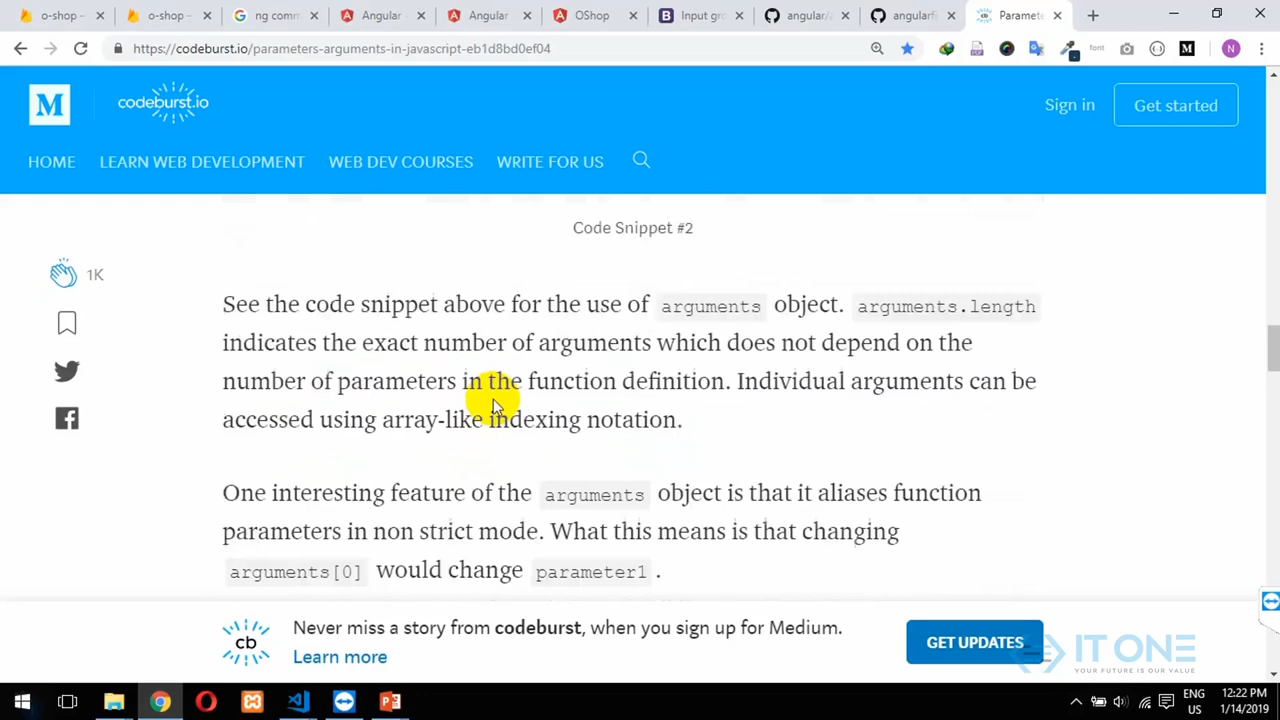 o-shop –
o-shop –
ng comm
Angular
Angular
OShop
Input gr
angular/
angularfi
Paramete
https://codeburst.io/parameters-arguments-in-javascript-eb1d8bd0ef04
font
N
M
codeburst.io
Sign in
Get started
HOME
LEARN WEB DEVELOPMENT
WEB DEV COURSES
WRITE FOR US
Code Snippet #2
1K
See the code snippet above for the use of arguments object. arguments.length
indicates the exact number of arguments which does not depend on the
number of parameters in the function definition. Individual arguments can be
accessed using array-like indexing notation.
One interesting feature of the arguments object is that it aliases function
parameters in non strict mode. What this means is that changing
arguments[0] would change parameter1 .
cb
Never miss a story from codeburst, when you sign up for Medium.
Learn more
GET UPDATES
IT ONE
YOUR FUTURE IS OUR VALUE
ENG
US
12:22 PM
1/14/2019